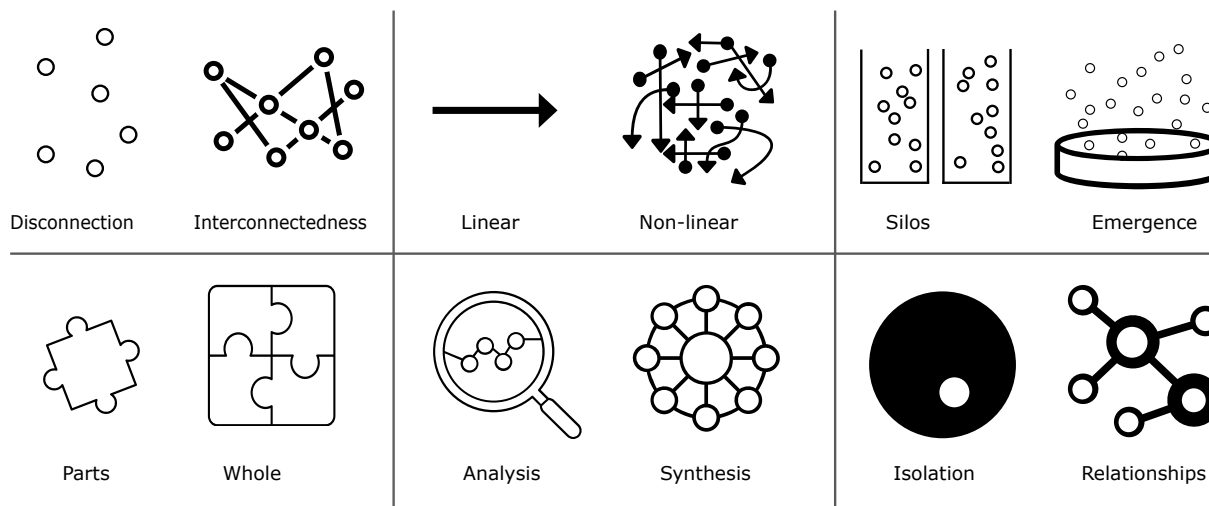 Disconnection
Interconnectedness
Linear
Non-linear
Silos
Emergence
Parts
Whole
Analysis
Synthesis
Isolation
Relationships